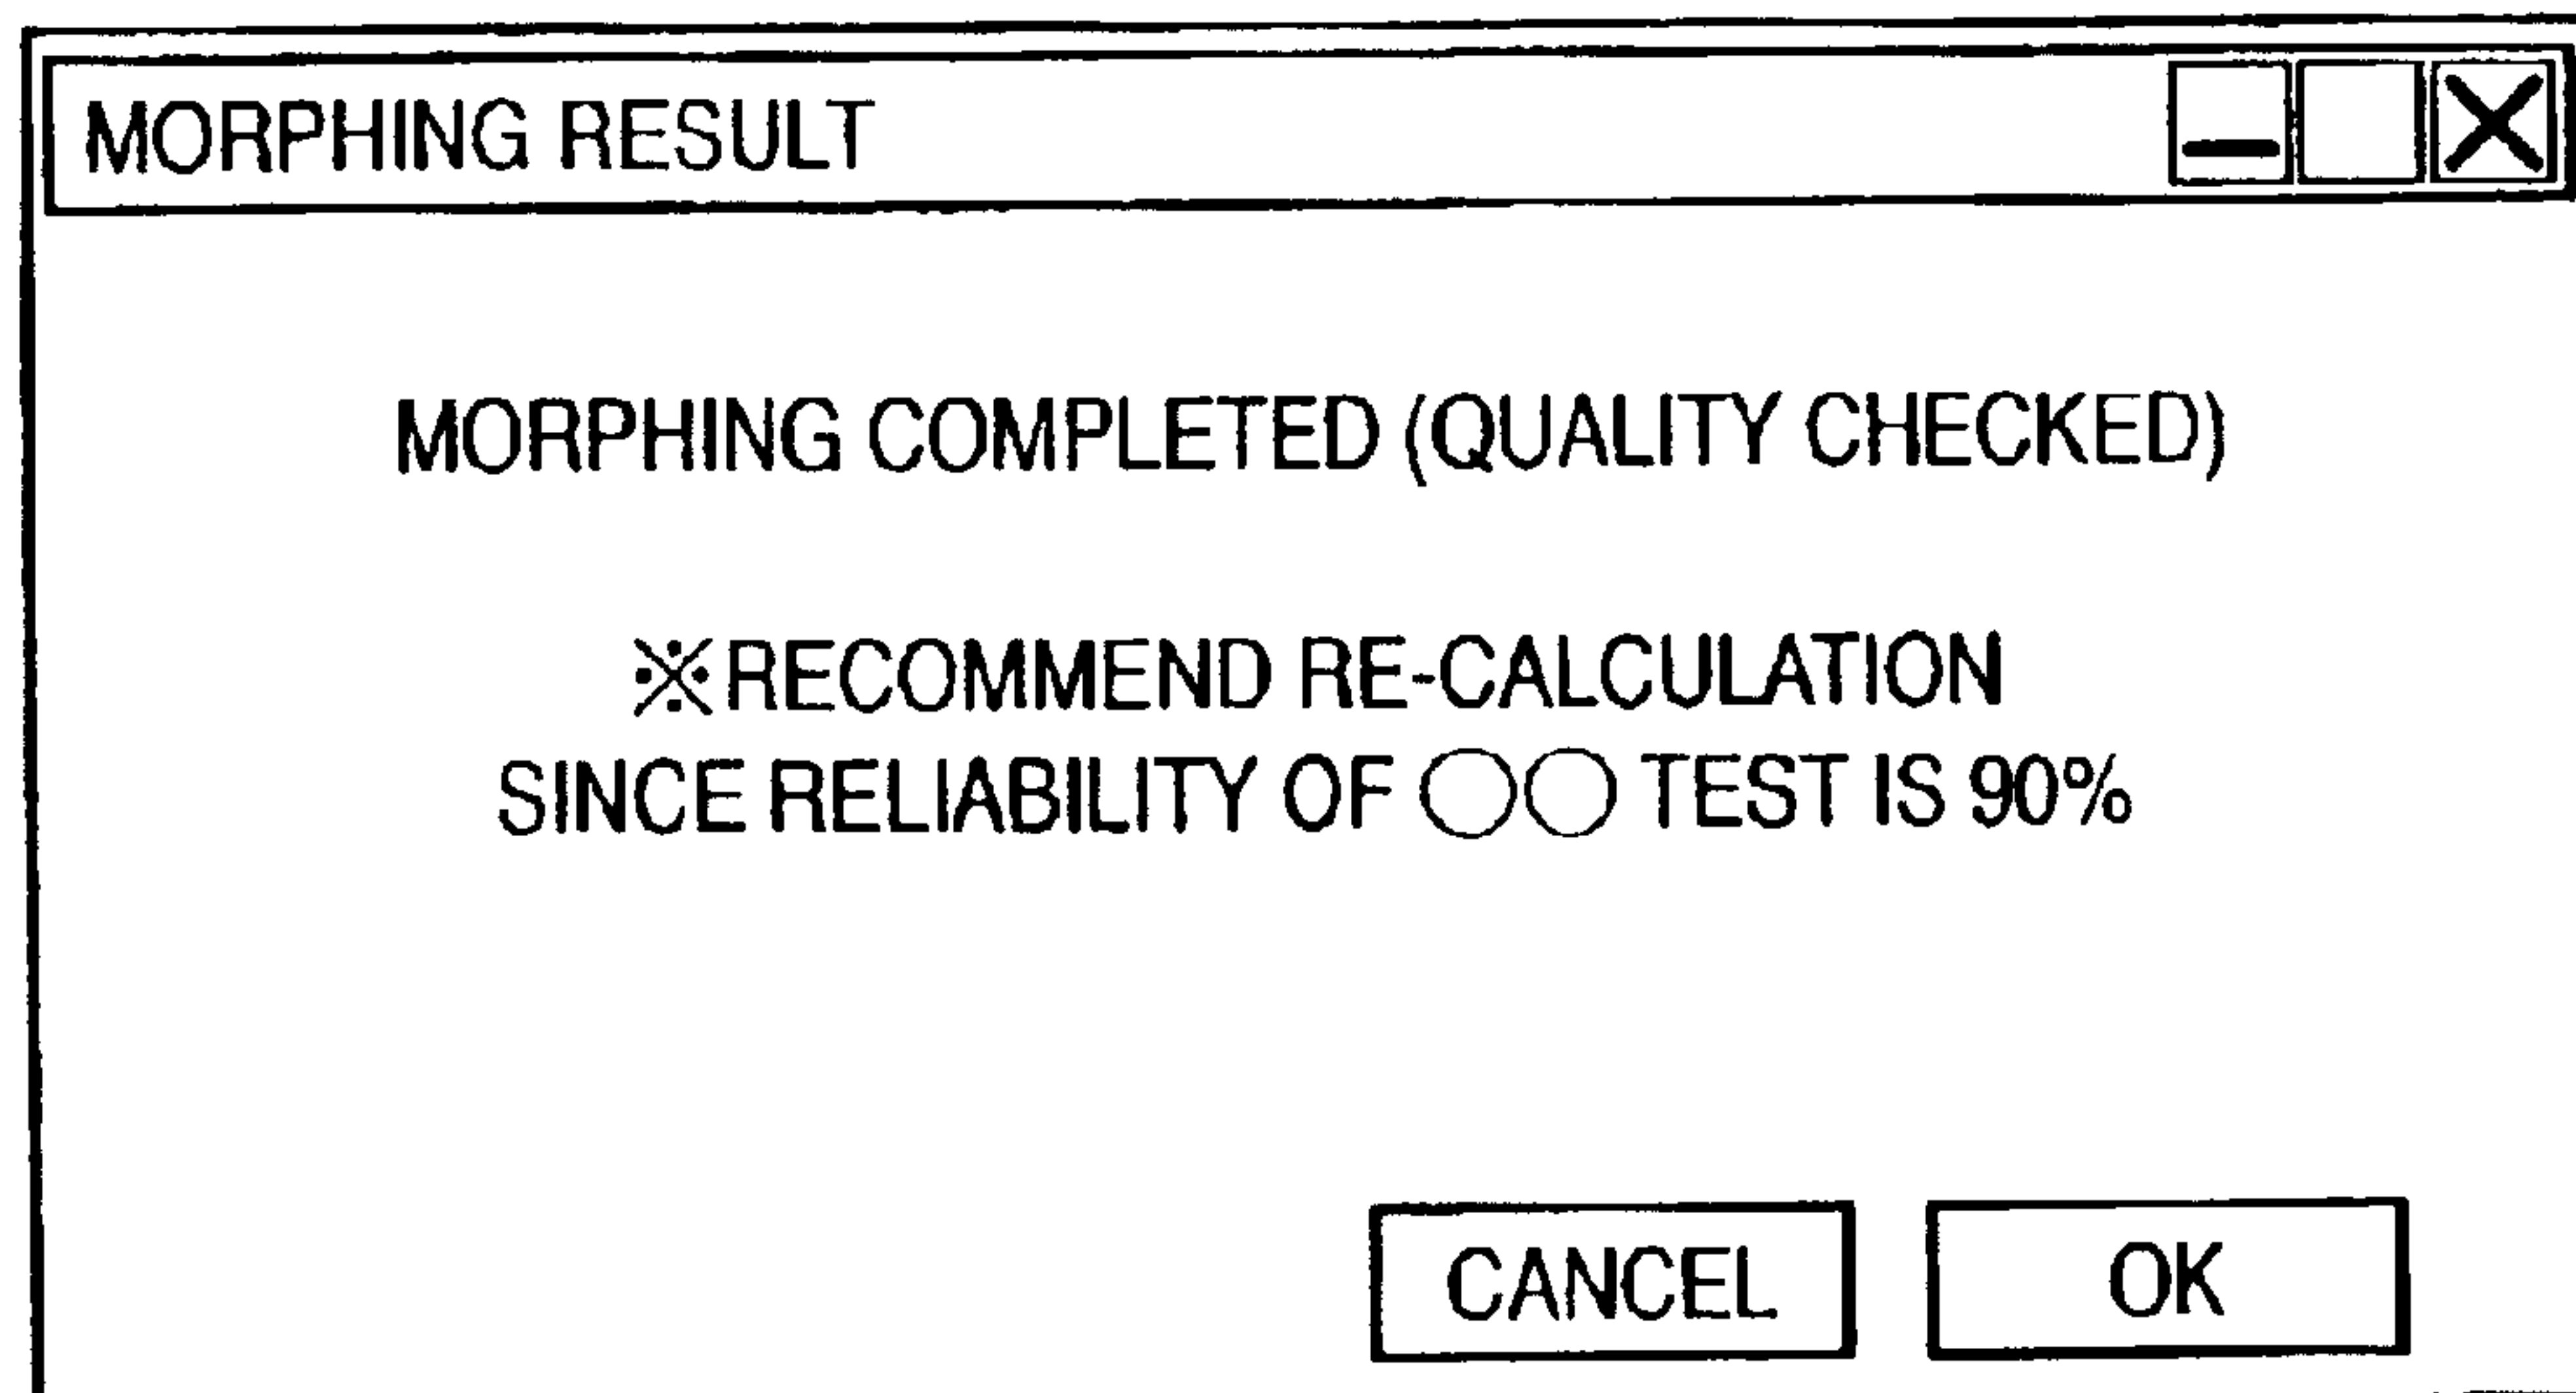 MORPHING RESULT
MORPHING COMPLETED (QUALITY CHECKED)
※RECOMMEND RE-CALCULATION
SINCE RELIABILITY OF ○○ TEST IS 90%
CANCEL
OK